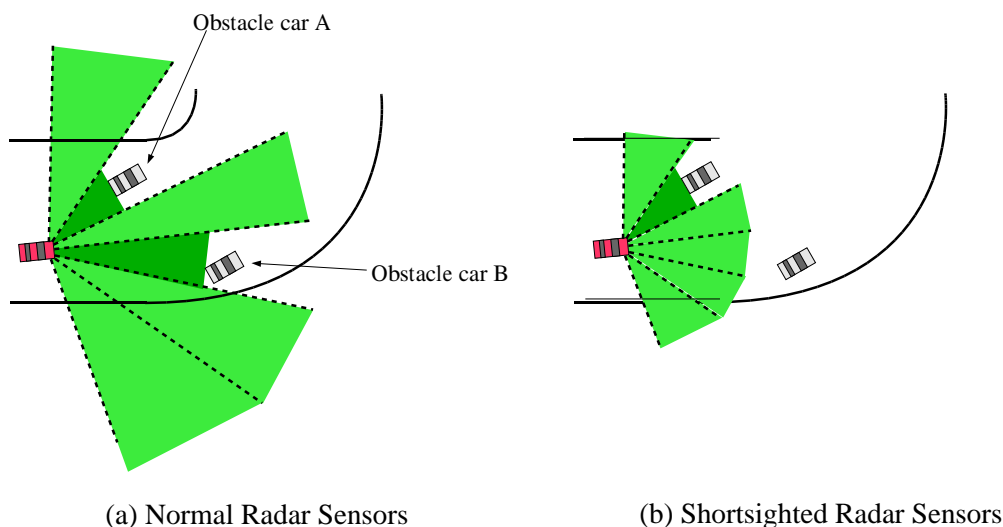 Obstacle car A
Obstacle car B
(a) Normal Radar Sensors
(b) Shortsighted Radar Sensors